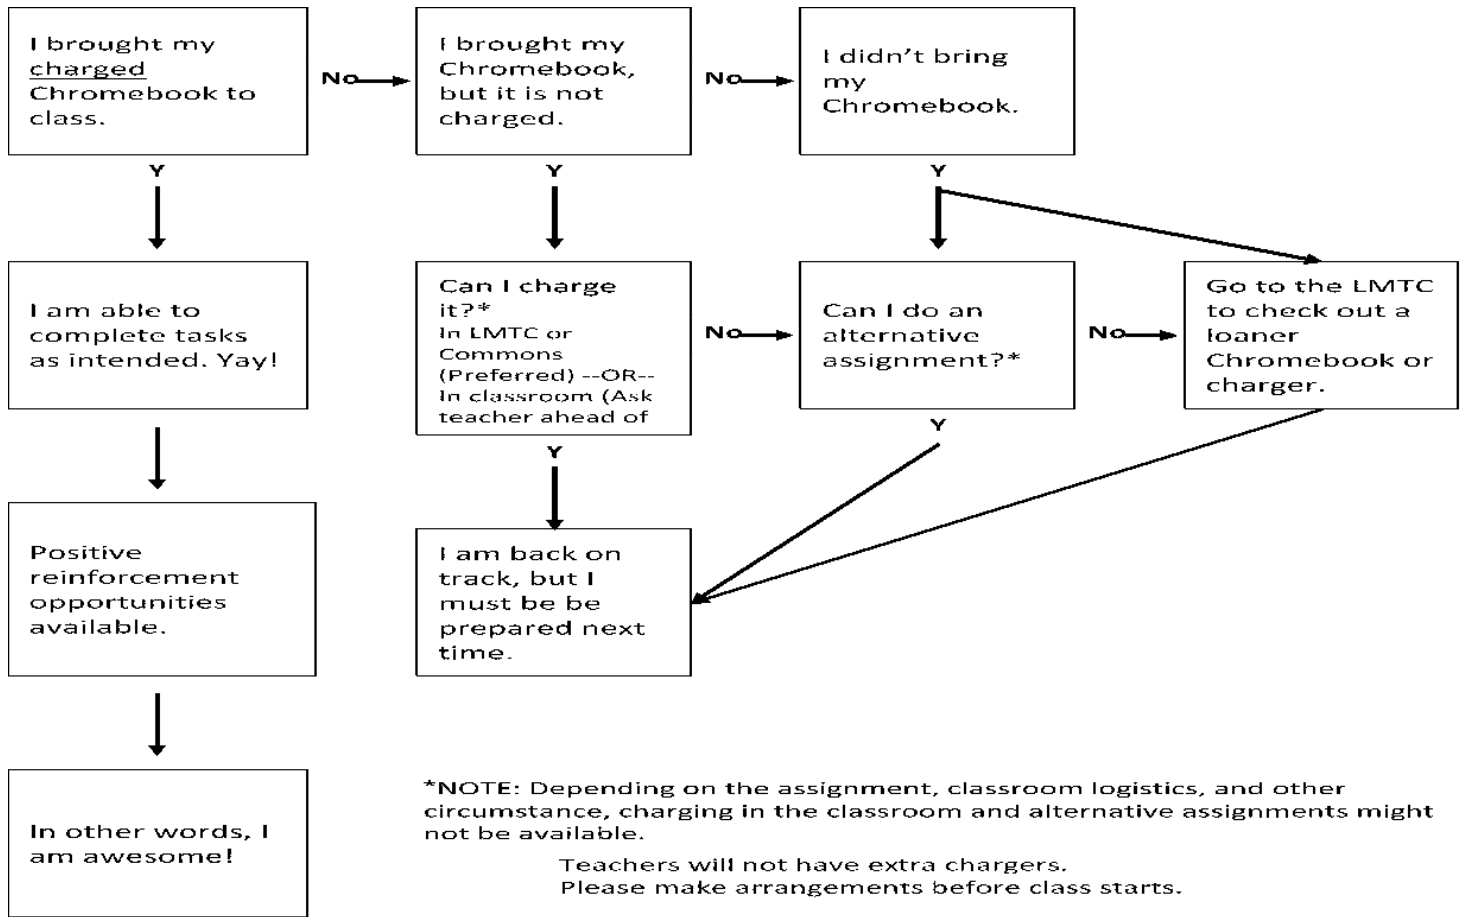 I brought my
charged
Chromebook to
class.
No
I brought my
Chromebook,
but it is not
charged.
No
I didn't bring
my
Chromebook.
Y
Y
Y
I am able to
complete tasks
as intended. Yay!
Can I charge
it?*
In LMTC or
Commons
(Preferred) --OR--
In classroom (Ask
teacher ahead of
No
Can I do an
alternative
assignment?*
No
Go to the LMTC
to check out a
loaner
Chromebook or
charger.
Y
Y
Positive
reinforcement
opportunities
available.
I am back on
track, but I
must be be
prepared next
time.
In other words, I
am awesome!
*NOTE: Depending on the assignment, classroom logistics, and other
circumstance, charging in the classroom and alternative assignments might
not be available.
Teachers will not have extra chargers.
Please make arrangements before class starts.